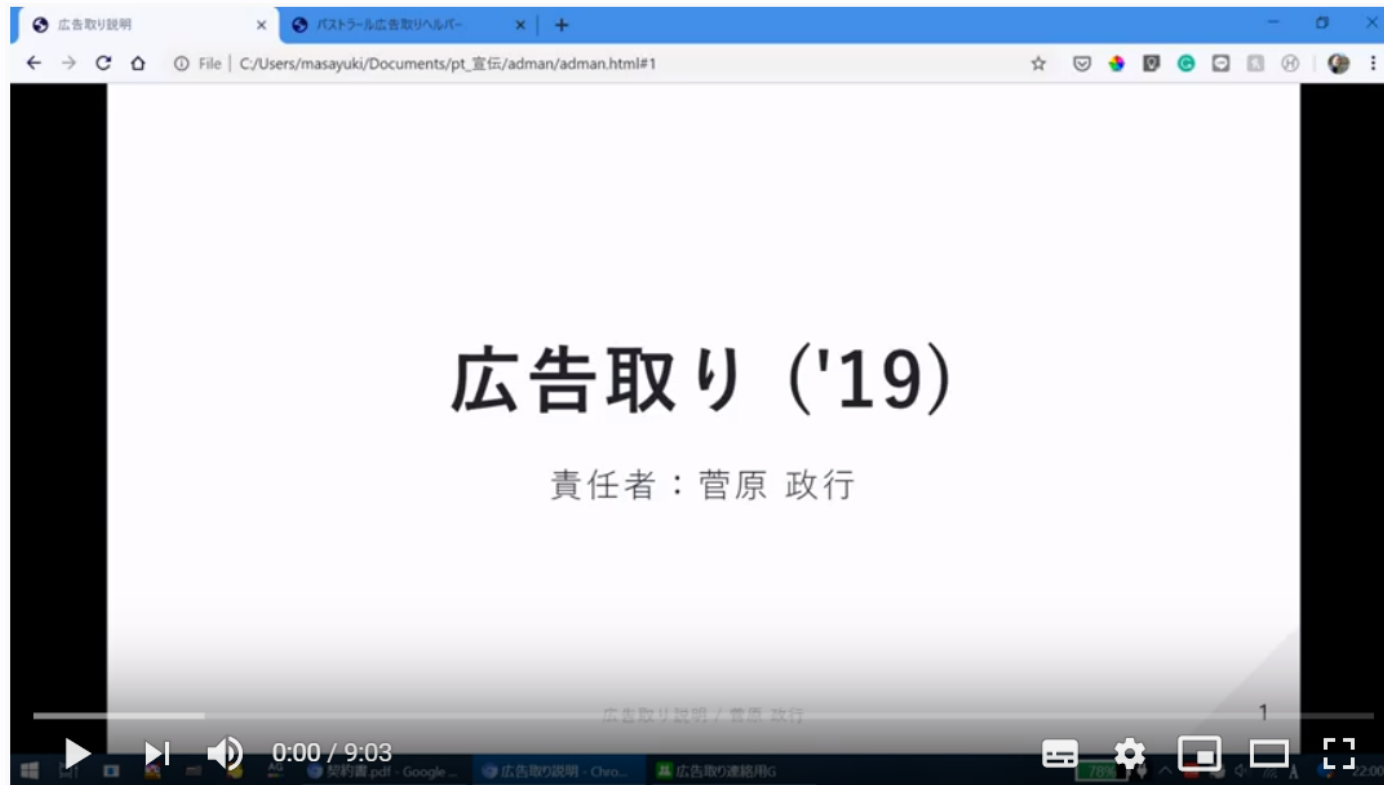 広告取り説明
パストラール広告取りヘルパー
File | C:/Users/masayuki/Documents/pt_宣伝/adman/adman.html#1
広告取り ('19)
責任者：菅原 政行
広告取り説明 / 菅原 政行
1
0:00 / 9:03
契約書.pdf - Google ...
広告取り説明 - Chro...
広告取り連絡用G
78%
A
22:00